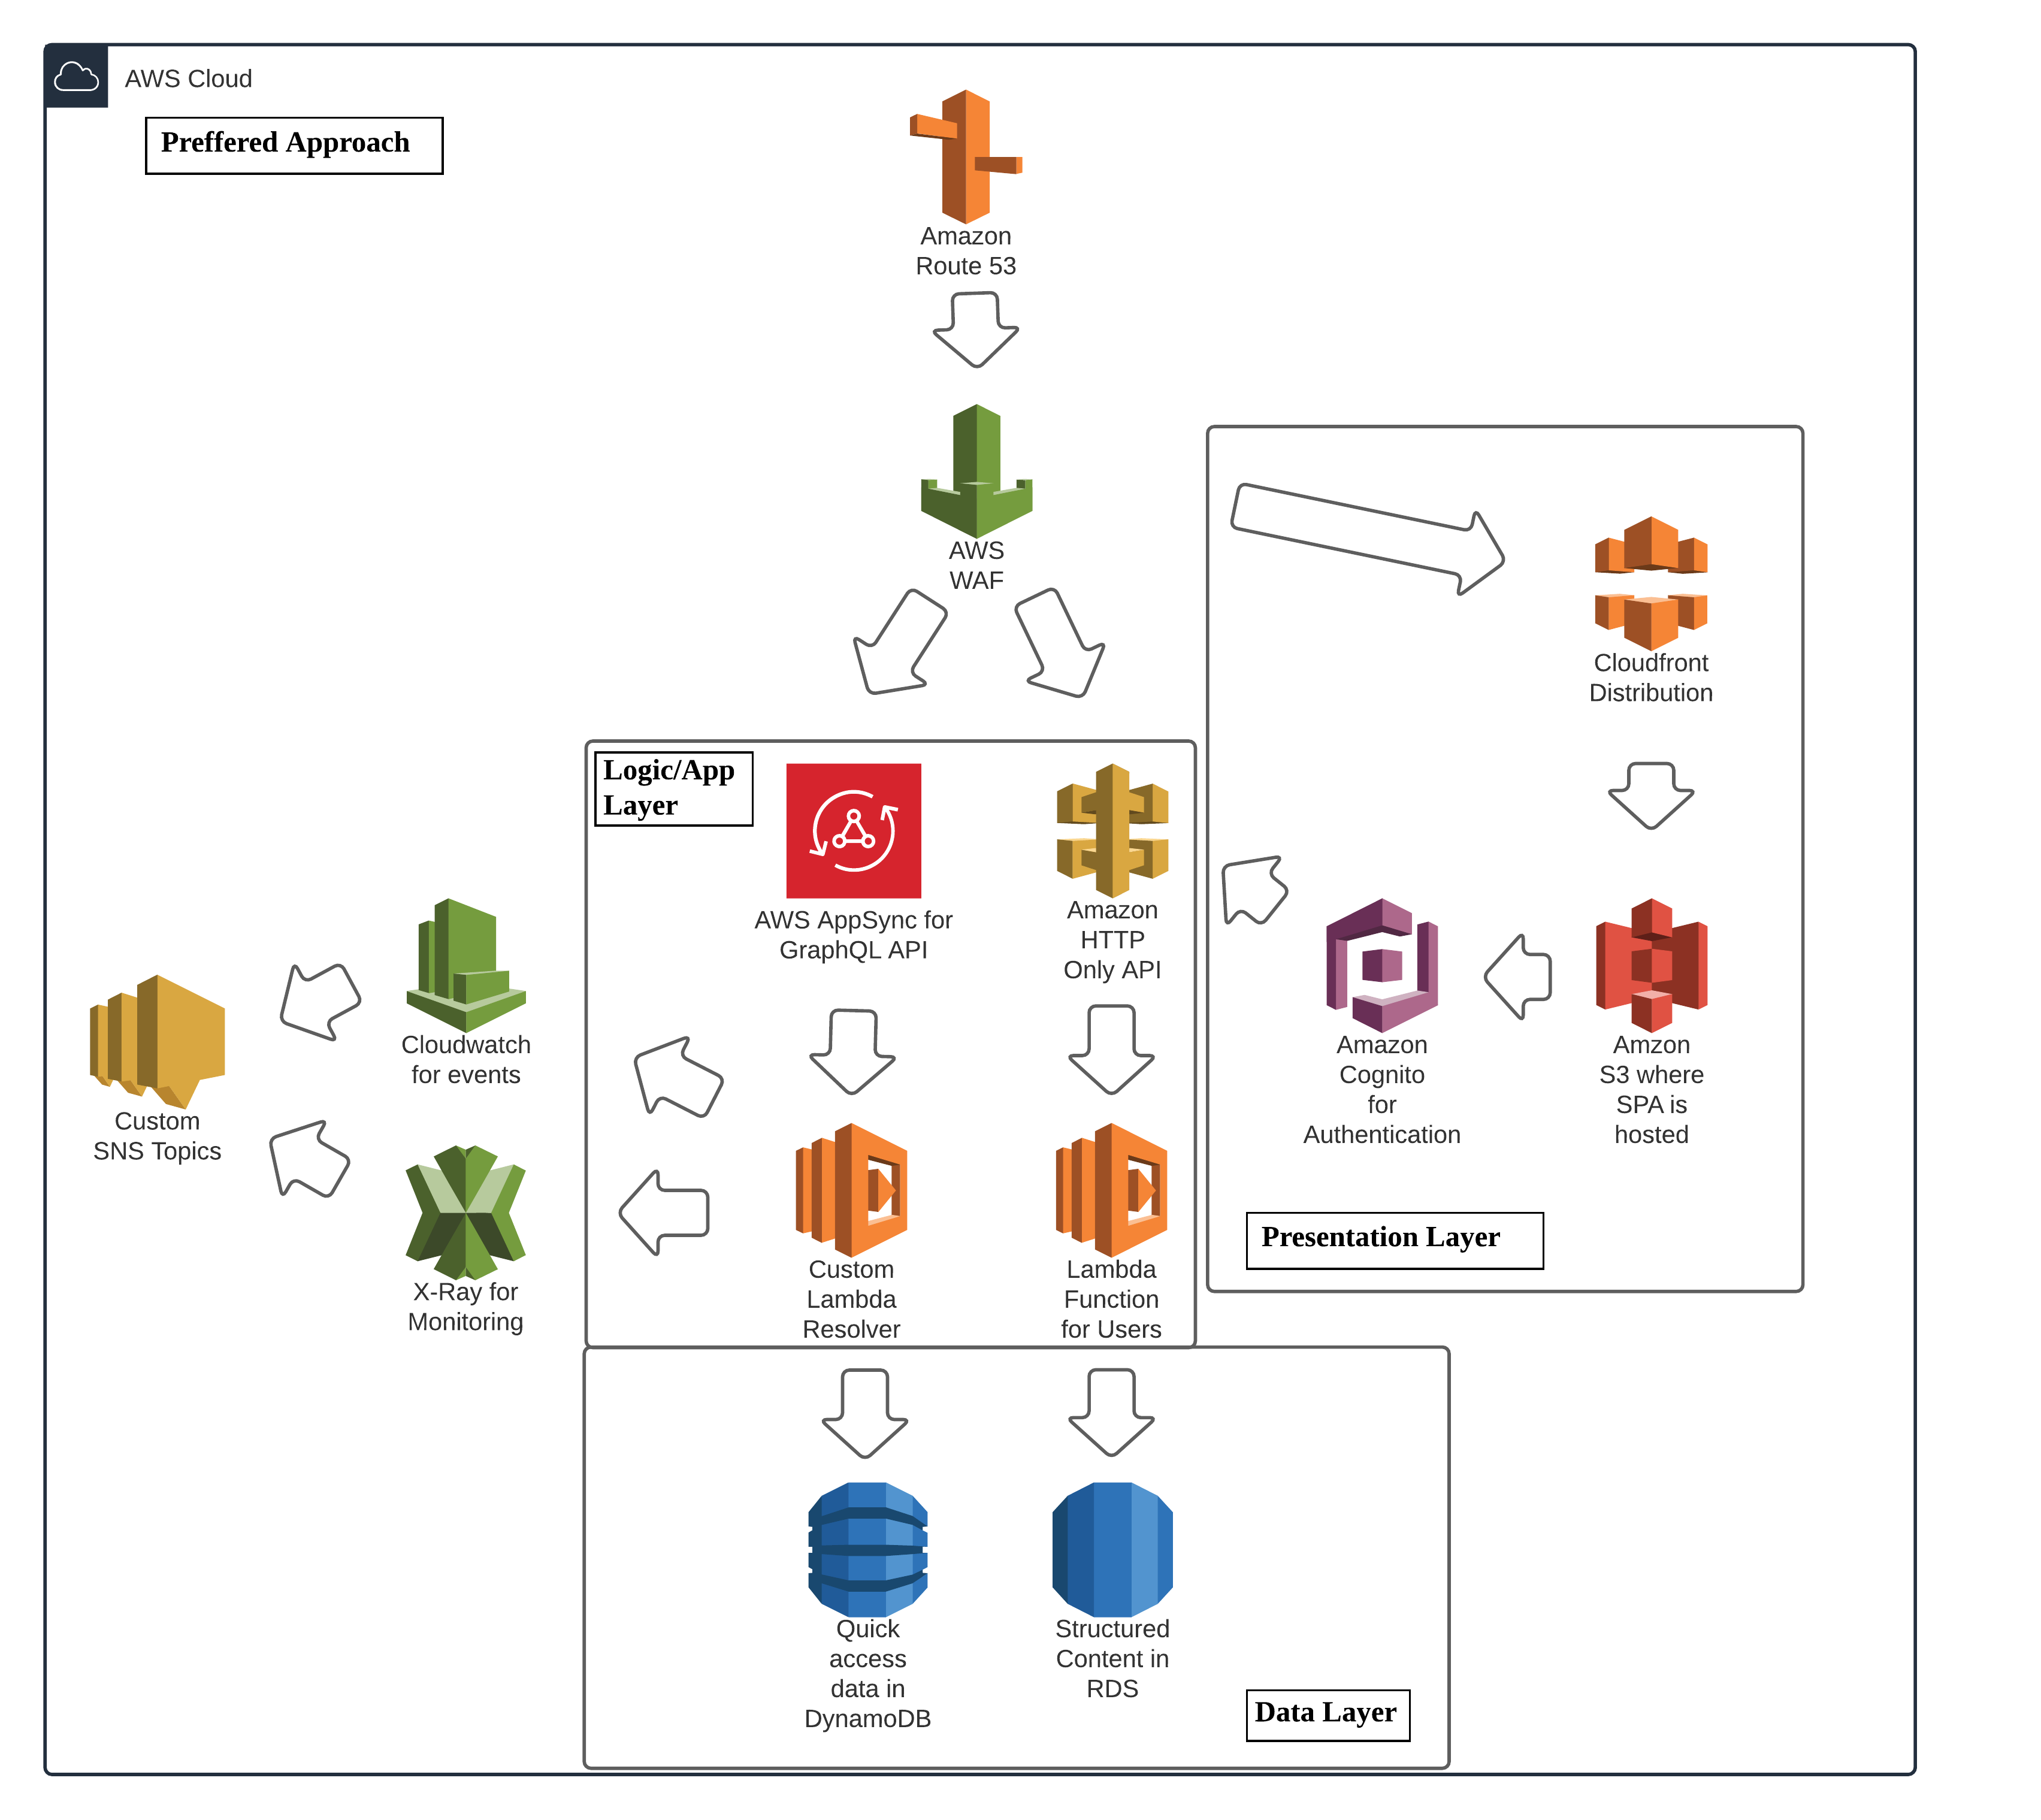 AWS Cloud
Preffered Approach
Amazon
Route 53
AWS
WAF
Cloudfront
Distribution
Logic/App
Layer
AWS AppSync for
GraphQL API
Amazon
HTTP
Only API
Cloudwatch
for events
Custom
SNS Topics
X-Ray for
Monitoring
Custom
Lambda
Resolver
Lambda
Function
for Users
Amazon
Cognito
for
Authentication
Amzon
S3 where
SPA is
hosted
Presentation Layer
Quick
access
data in
DynamoDB
Structured
Content in
RDS
Data Layer